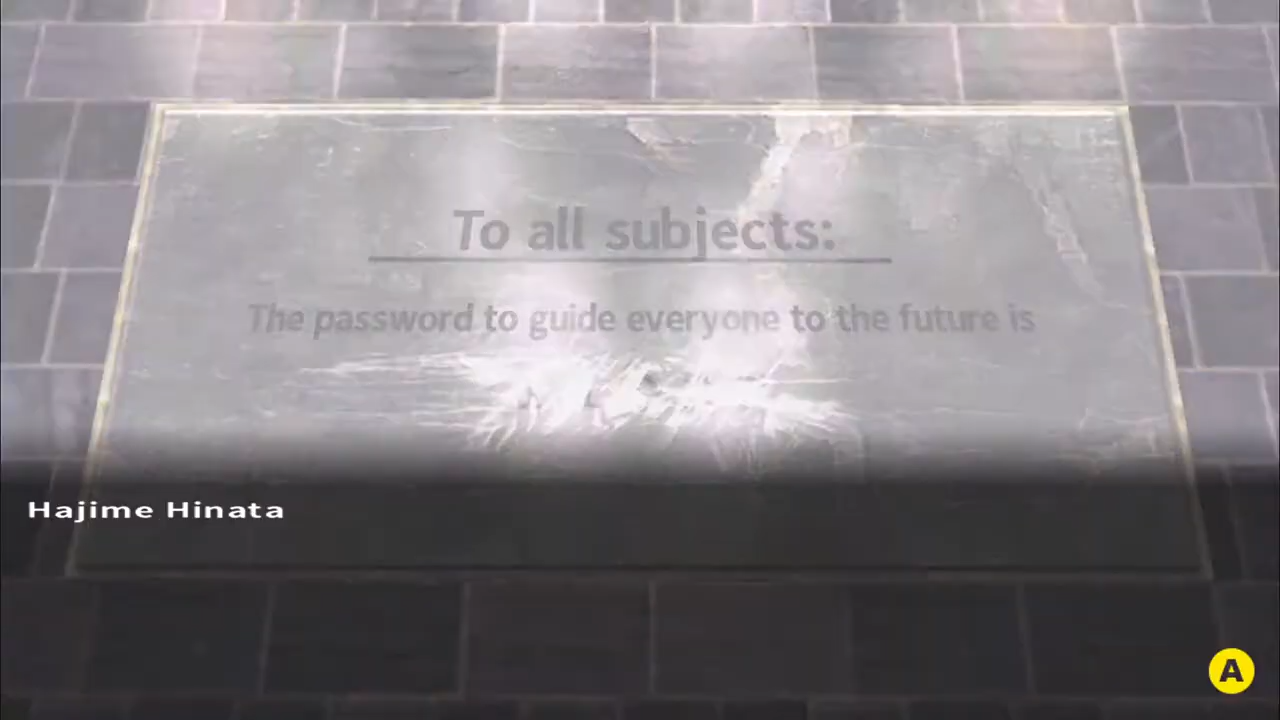 To all subjects:
The password to guide everyone to the future is
Hajime Hinata
A